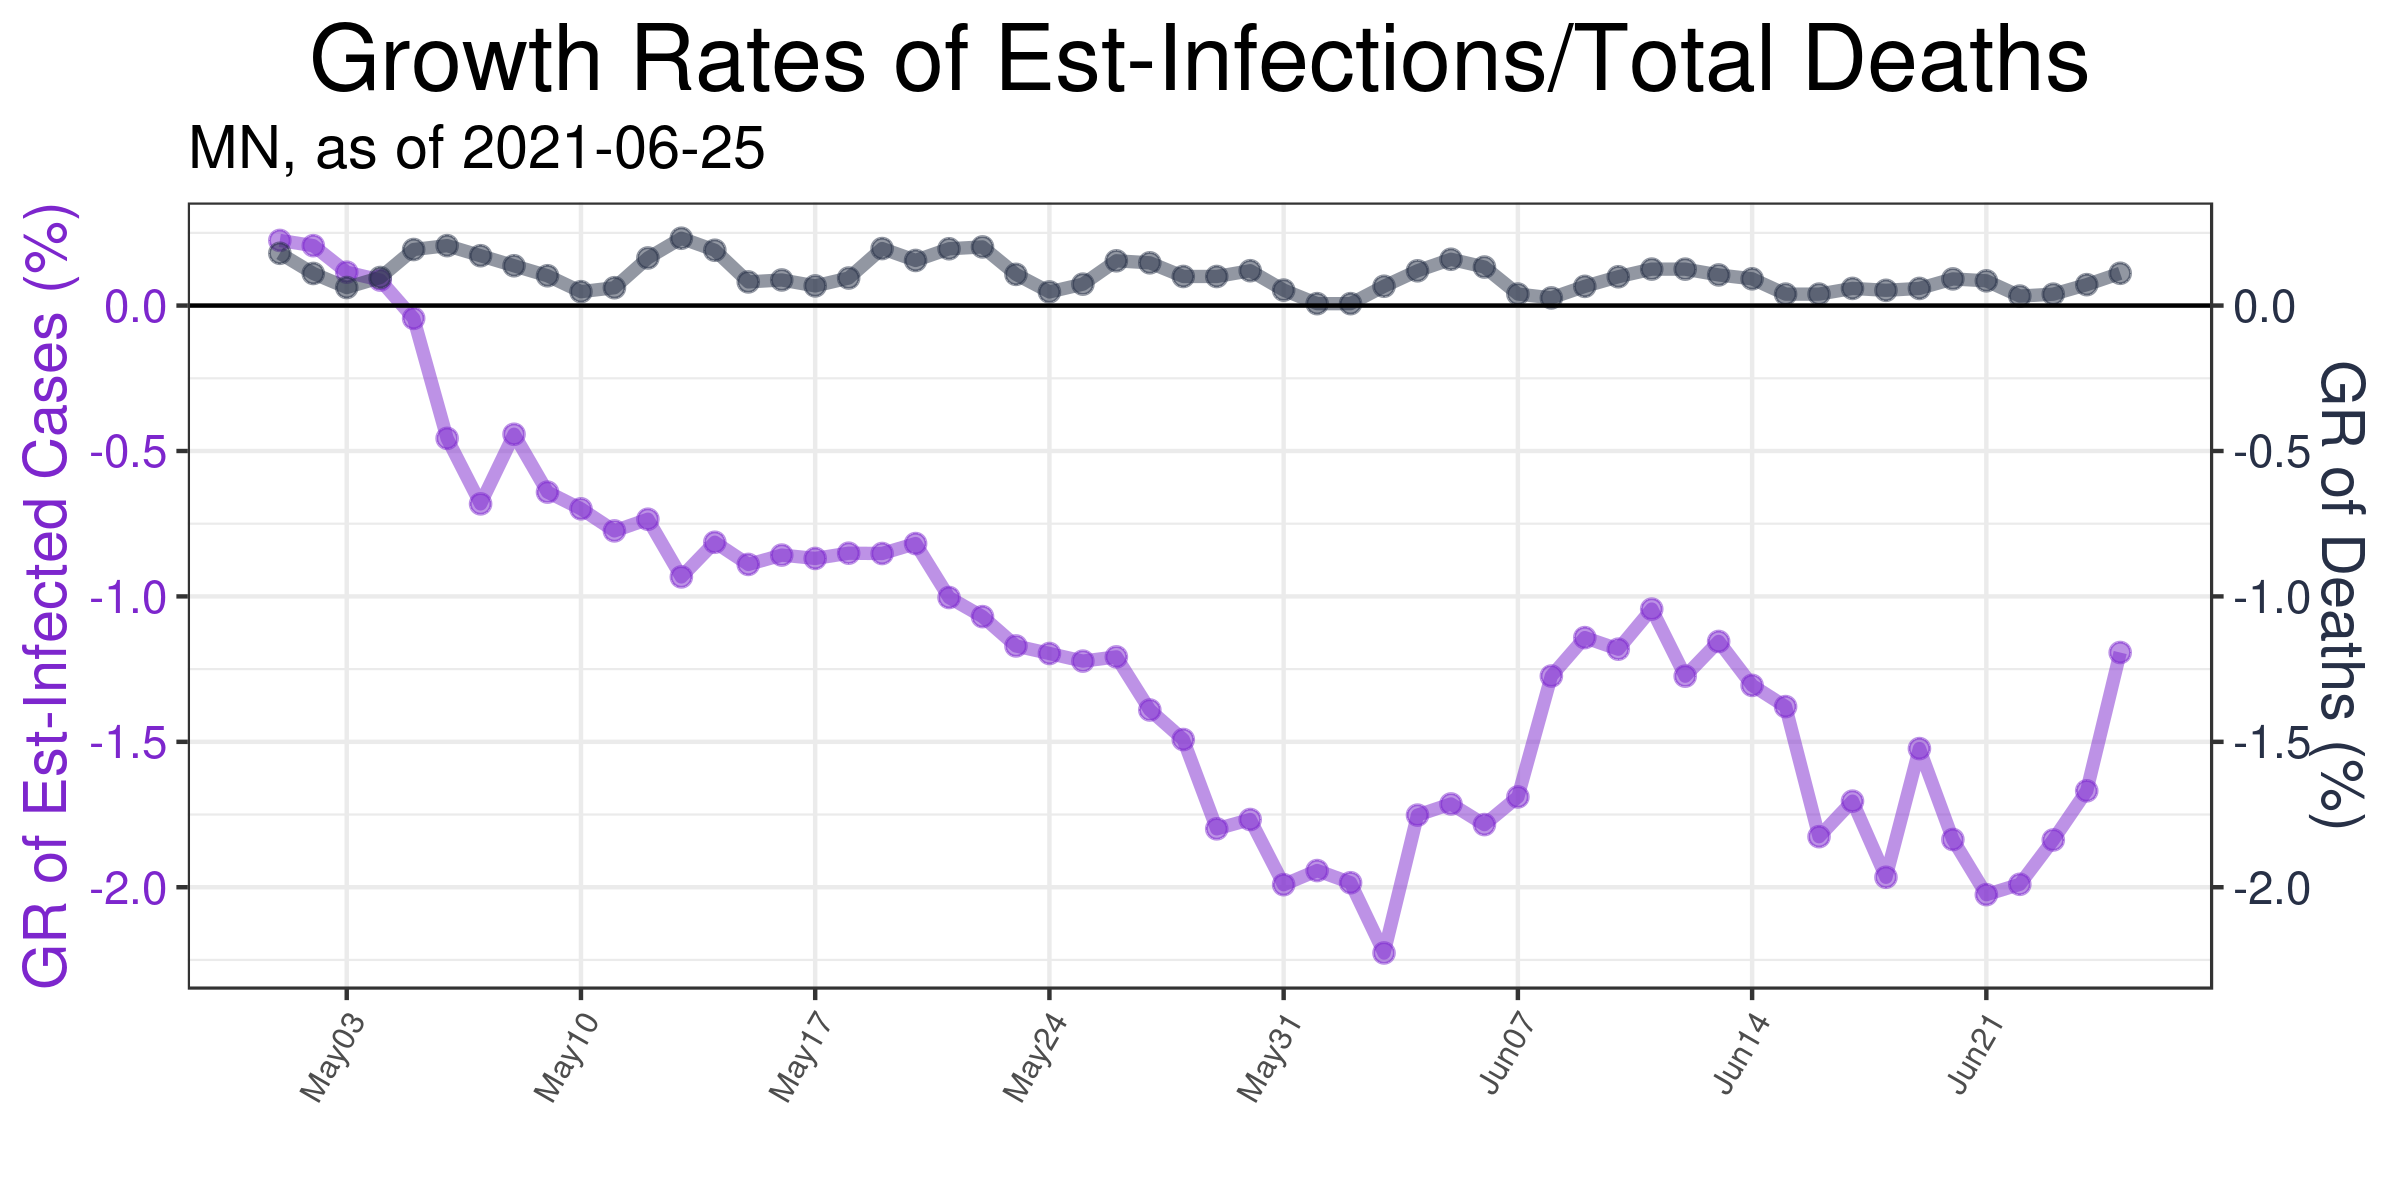 Growth Rates of Est-Infections/Total Deaths
MN, as of 2021-06-25
GR of Est-Infected Cases (%)
0.0
-0.5
-1.0
-1.5
-2.0
0.0
-0.5
-1.0
-1.5
-2.0
GR of Deaths (%)
May03
May10
May17
May24
May31
Jun07
Jun14
Jun21